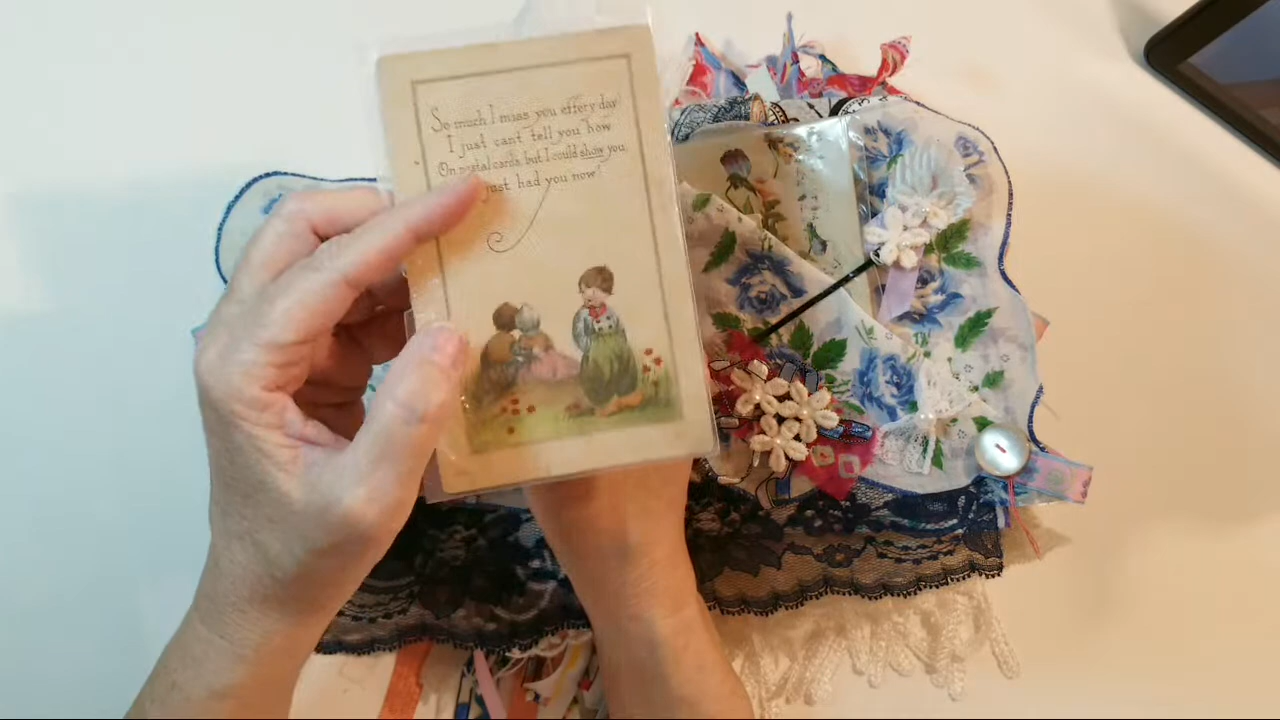 So much I miss you effery day
I just can't tell you how
On postal cards but I could show you
just had you now!